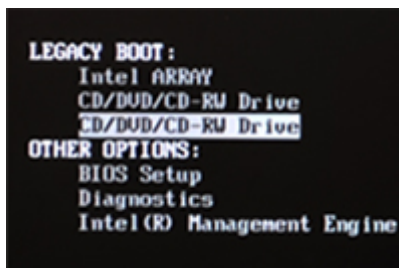 LEGACY BOOT:
Intel ARRAY
CD/DVD/CD-RW Drive
CD/DVD/CD-RW Drive
OTHER OPTIONS:
BIOS Setup
Diagnostics
Intel(R) Management Engine